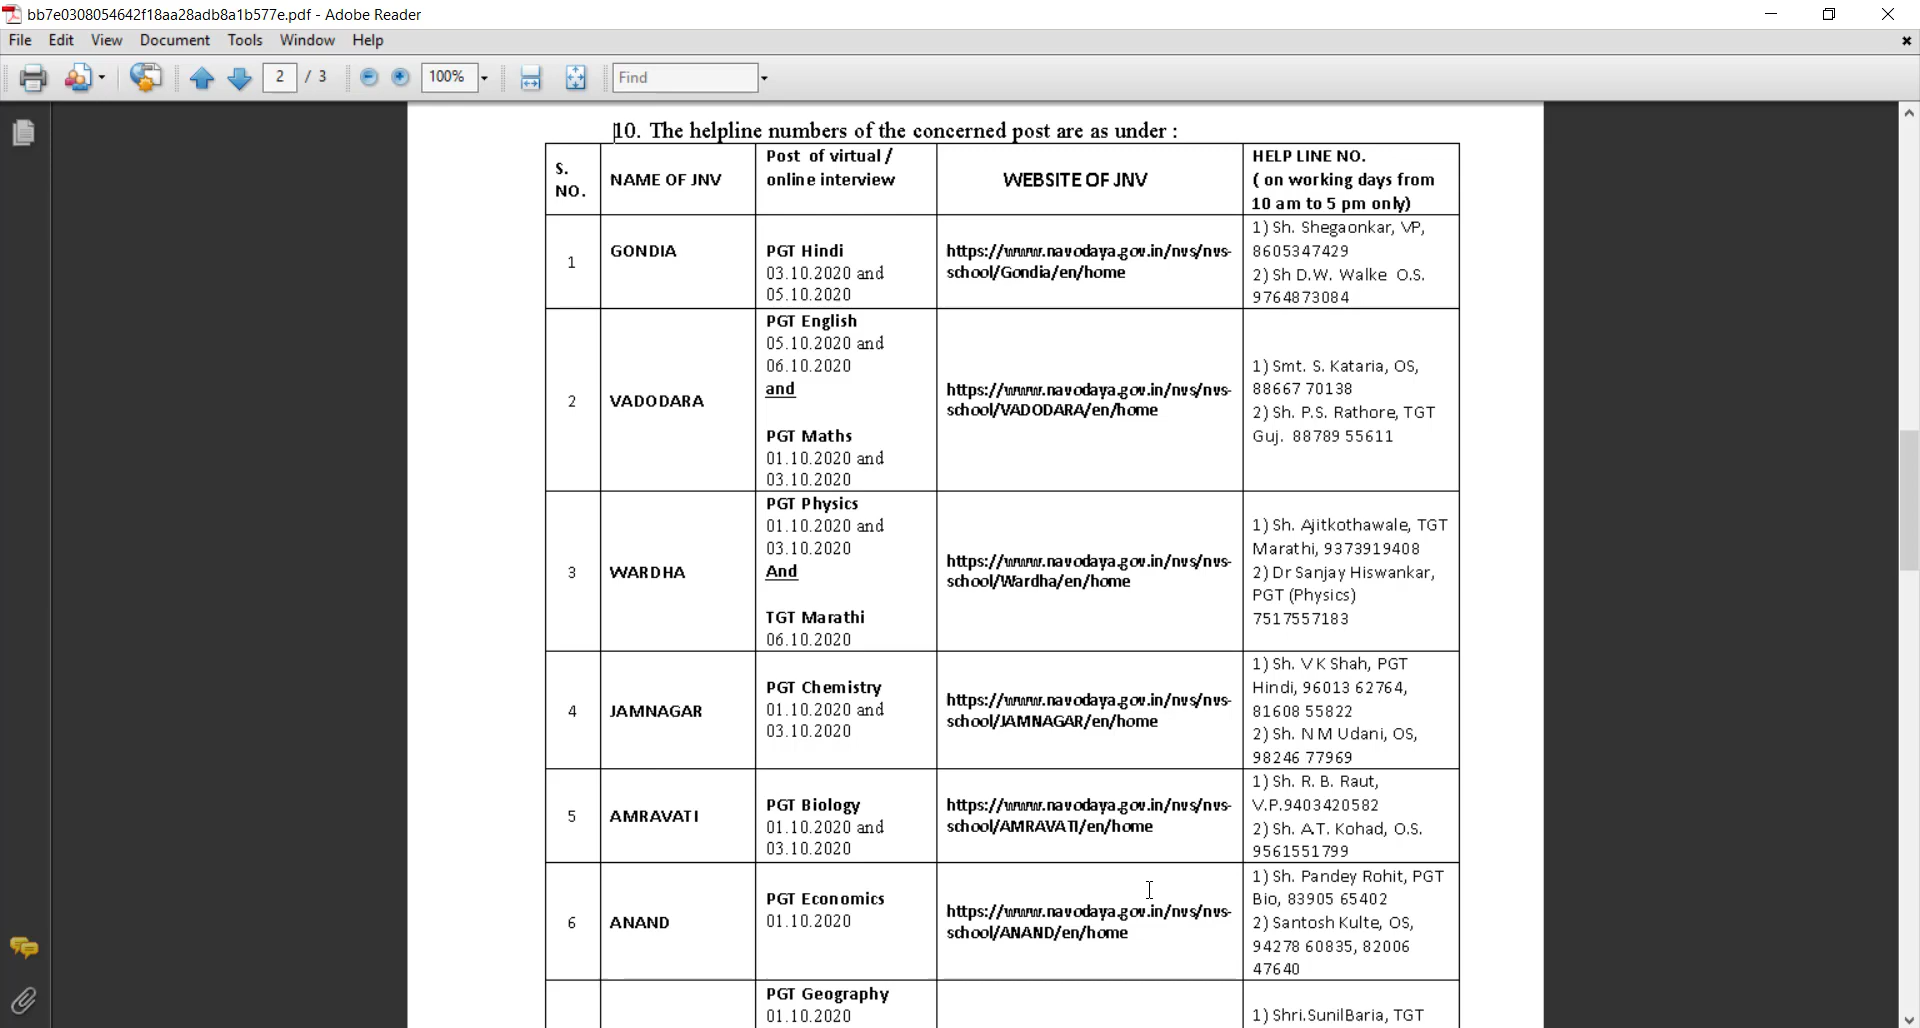 bb7e0308054642f18aa28adb8a1b577e.pdf - Adobe Reader
File Edit View Document Tools Window Help
2 / 3 100% Find
10. The helpline numbers of the concerned post are as under :
S. NO.
NAME OF JNV
Post of virtual /
online interview
WEBSITE OF JNV
HELP LINE NO.
( on working days from
10 am to 5 pm only)
1
GONDIA
PGT Hindi
03.10.2020 and
05.10.2020
https://www.navodaya.gov.in/nvs/nvs-
school/Gondia/en/home
1) Sh. Shegaonkar, VP,
8605347429
2) Sh D.W. Walke O.S.
9764873084
2
VADODARA
PGT English
05.10.2020 and
06.10.2020
and
PGT Maths
01.10.2020 and
03.10.2020
https://www.navodaya.gov.in/nvs/nvs-
school/VADODARA/en/home
1) Smt. S. Kataria, OS,
88667 70138
2) Sh. P.S. Rathore, TGT
Guj. 88789 55611
3
WARDHA
PGT Physics
01.10.2020 and
03.10.2020
And
TGT Marathi
06.10.2020
https://www.navodaya.gov.in/nvs/nvs-
school/Wardha/en/home
1) Sh. Ajitkothawale, TGT
Marathi, 9373919408
2) Dr Sanjay Hiswankar,
PGT (Physics)
7517557183
4
JAMNAGAR
PGT Chemistry
01.10.2020 and
03.10.2020
https://www.navodaya.gov.in/nvs/nvs-
school/JAMNAGAR/en/home
1) Sh. V K Shah, PGT
Hindi, 96013 62764,
81608 55822
2) Sh. N M Udani, OS,
98246 77969
5
AMRAVATI
PGT Biology
01.10.2020 and
03.10.2020
https://www.navodaya.gov.in/nvs/nvs-
school/AMRAVATI/en/home
1) Sh. R. B. Raut,
V.P.9403420582
2) Sh. A.T. Kohad, O.S.
9561551799
6
ANAND
PGT Economics
01.10.2020
https://www.navodaya.gov.in/nvs/nvs-
school/ANAND/en/home
1) Sh. Pandey Rohit, PGT
Bio, 83905 65402
2) Santosh Kulte, OS,
94278 60835, 82006
47640
PGT Geography
01.10.2020
1) Shri.SunilBaria, TGT